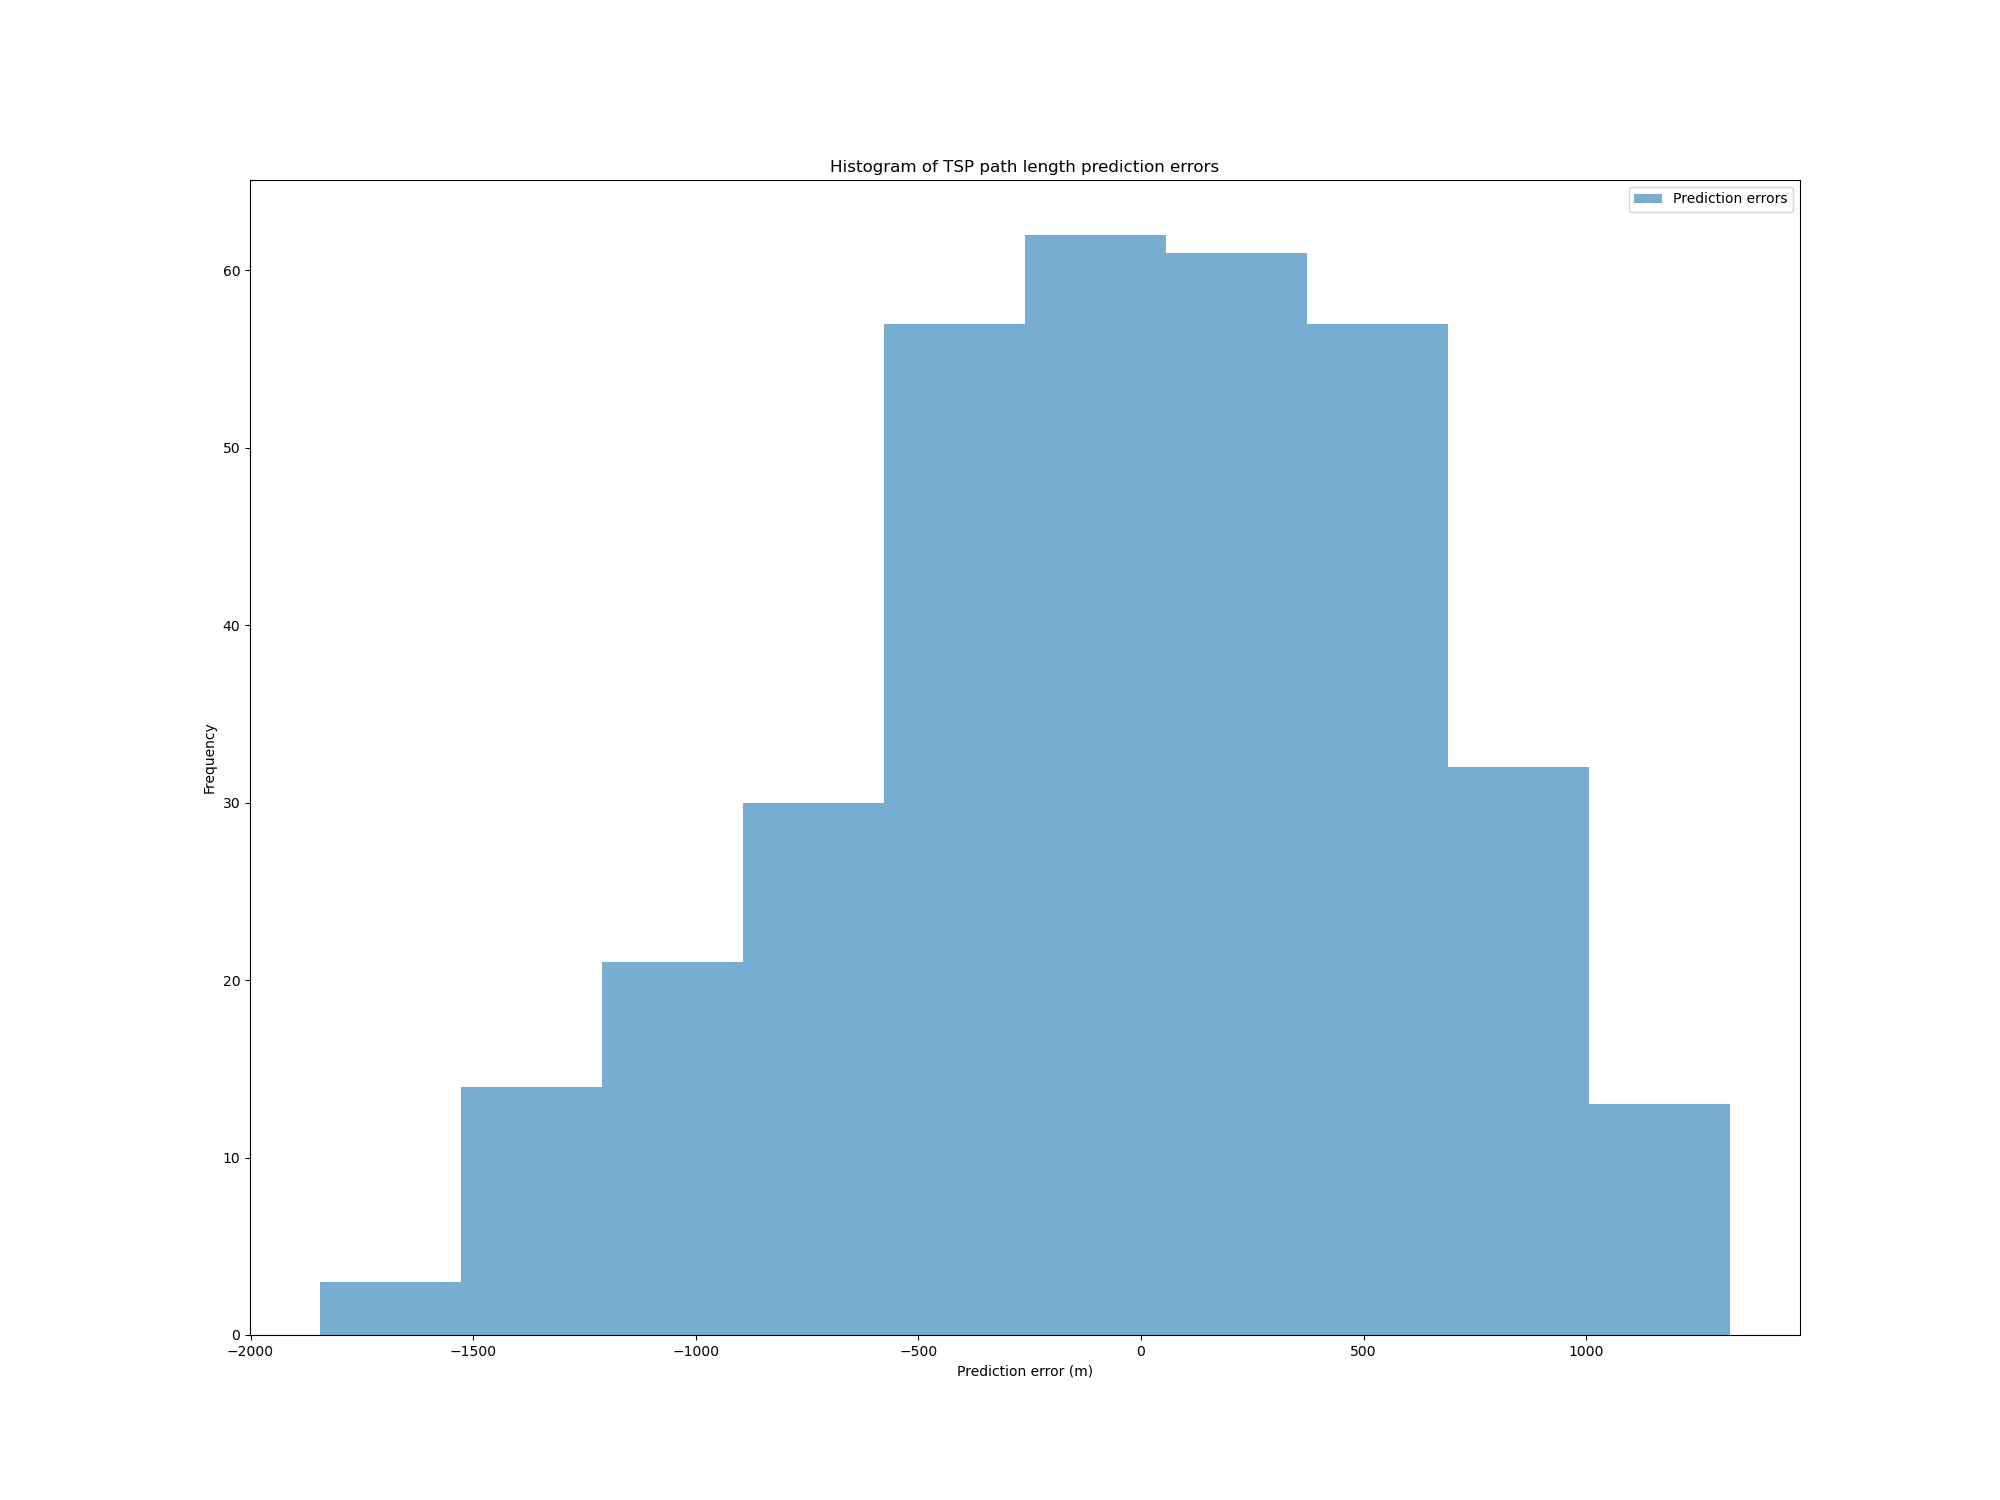 Histogram of TSP path length prediction errors
Prediction errors
60
50
40
30
20
10
0
Frequency
−2000 −1500 −1000 −500 0 500 1000
Prediction error (m)